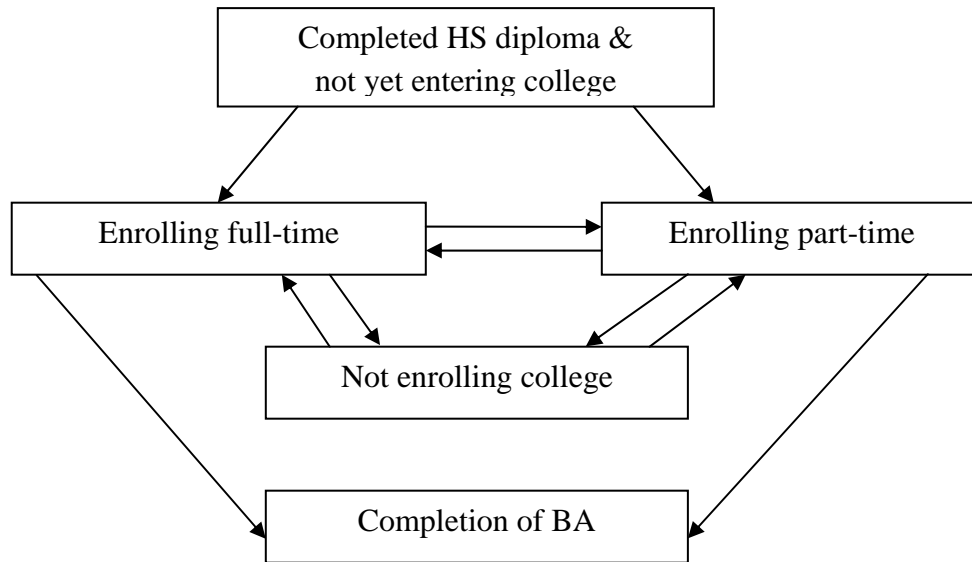 Completed HS diploma &
not yet entering college
Enrolling full-time
Enrolling part-time
Not enrolling college
Completion of BA